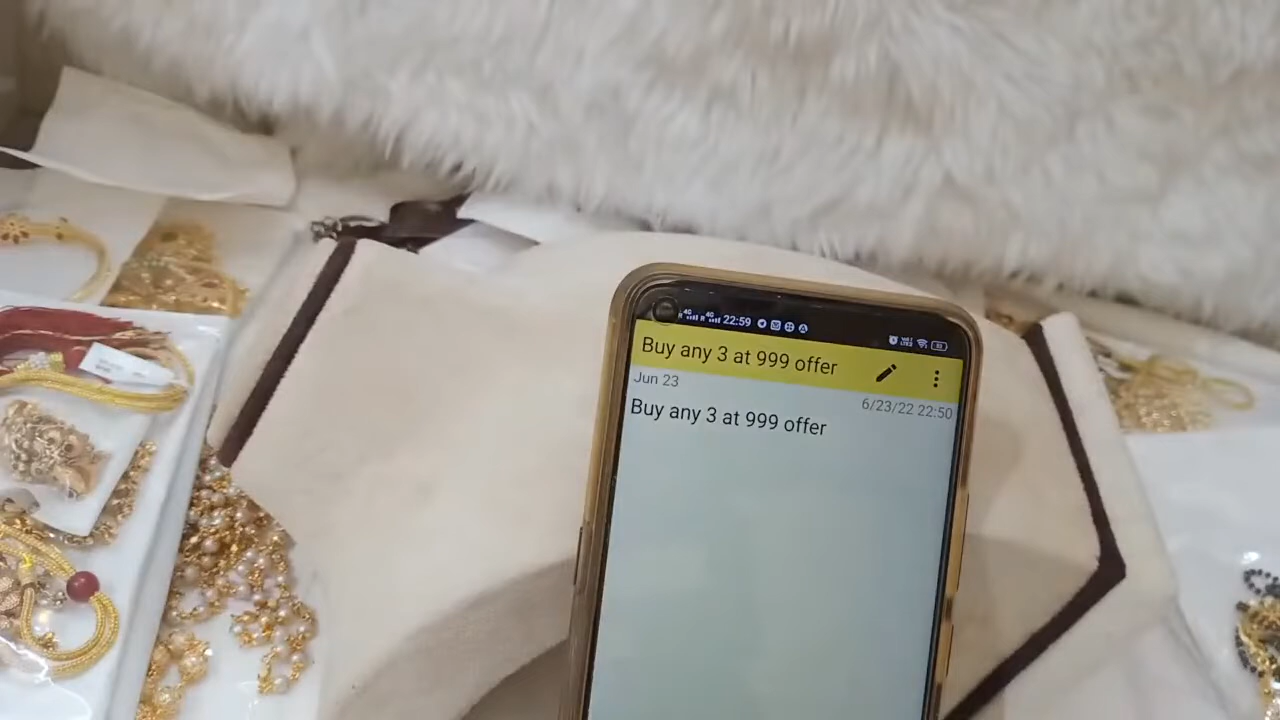 22:59
Buy any 3 at 999 offer
Jun 23
6/23/22 22:50
Buy any 3 at 999 offer